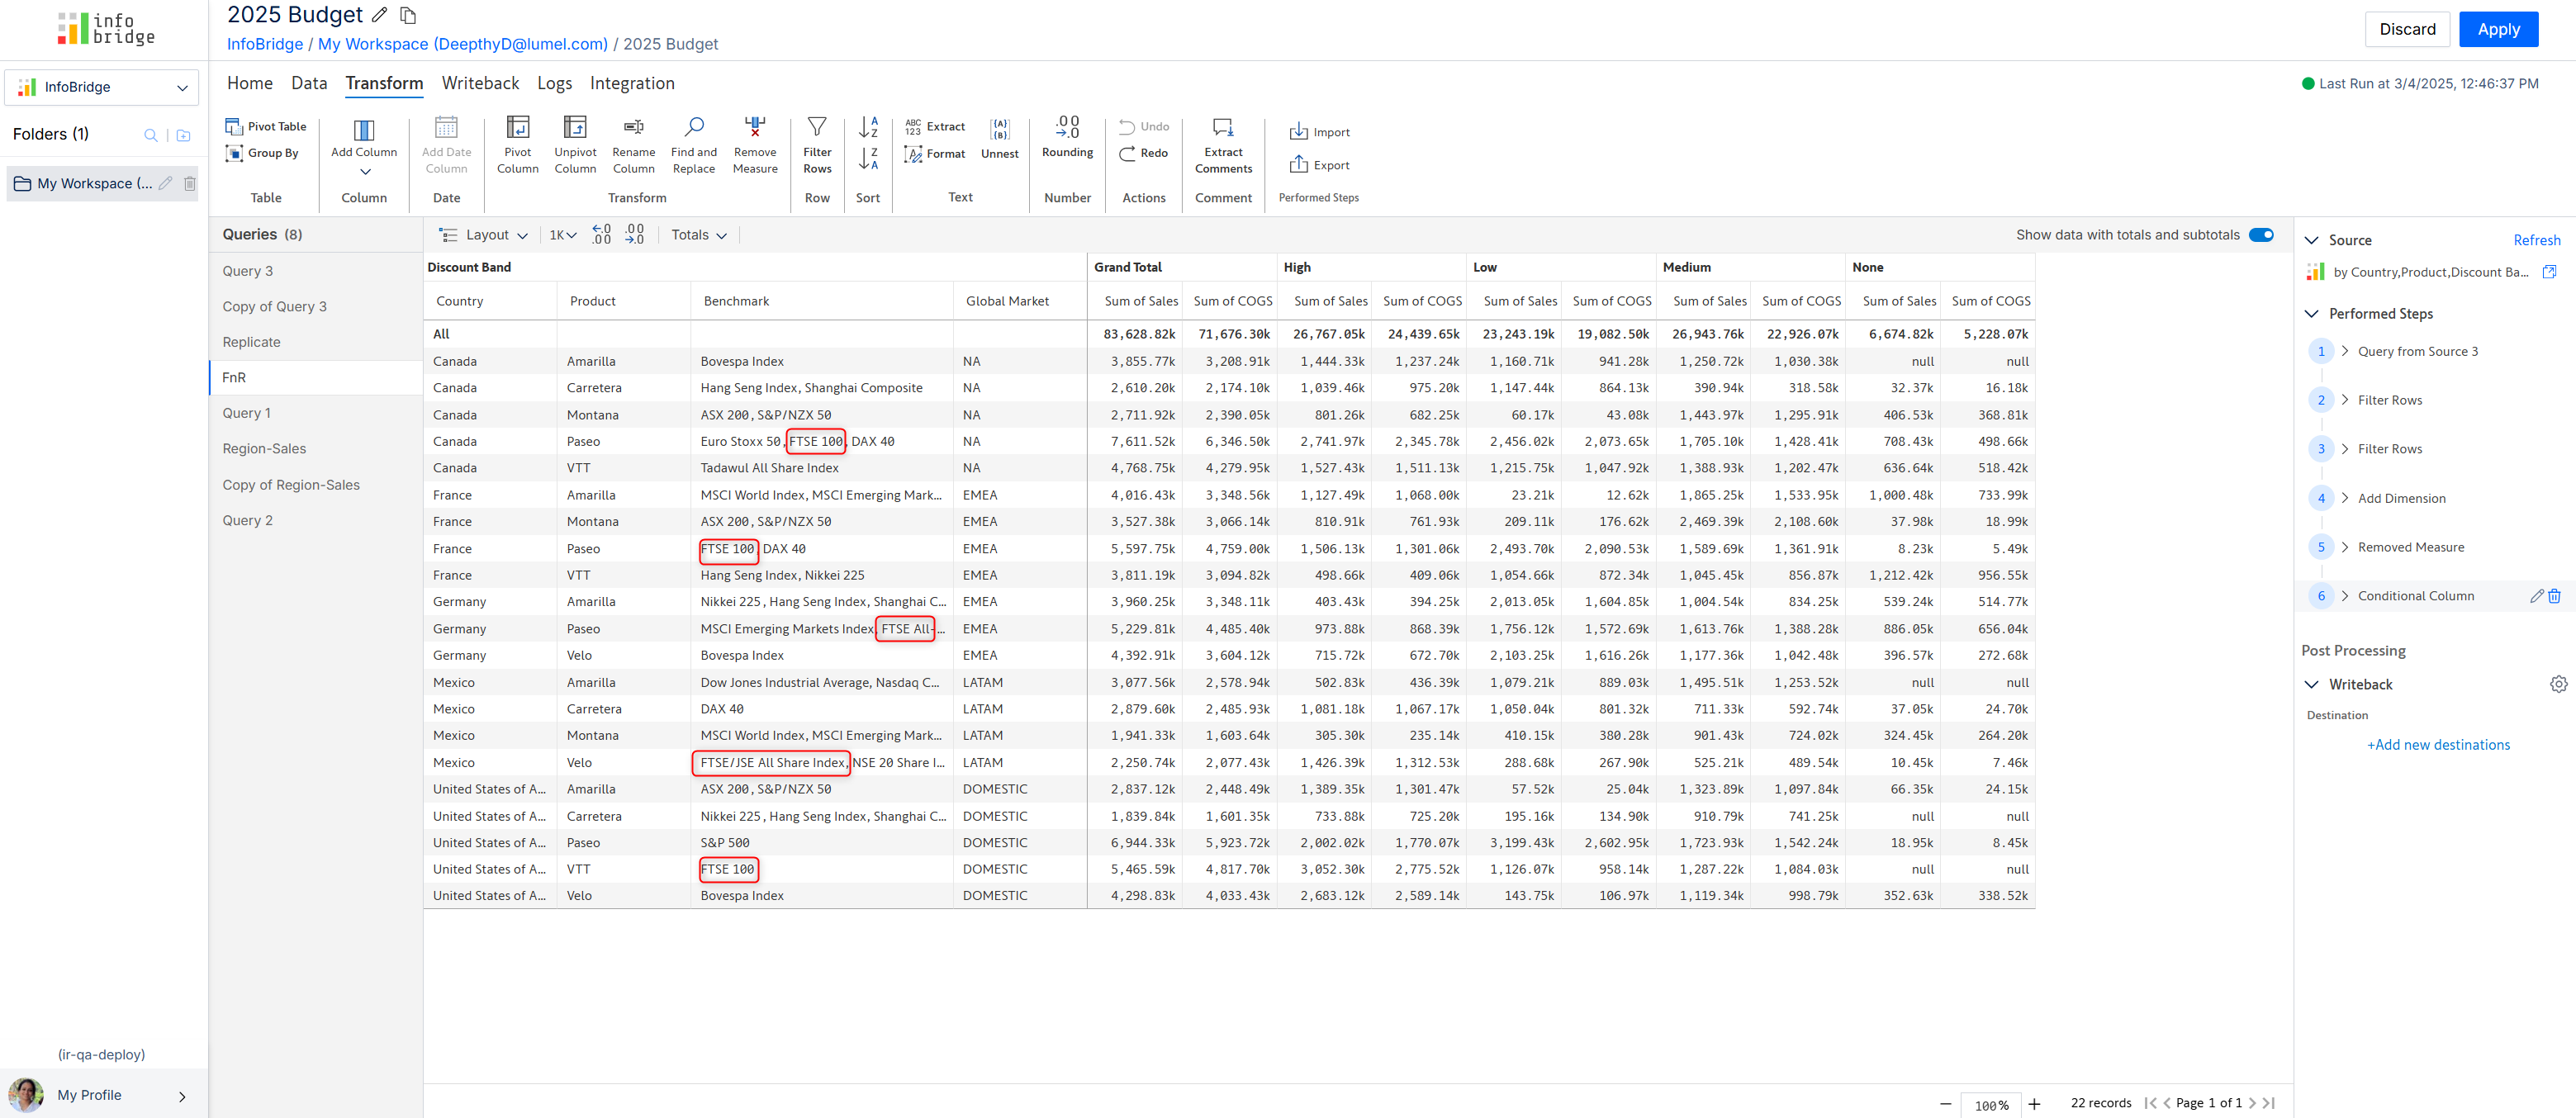 info
bridge
2025 Budget
InfoBridge / My Workspace (DeepthyD@lumel.com) / 2025 Budget
Discard
Apply
InfoBridge
Home Data Transform Writeback Logs Integration
Last Run at 3/4/2025, 12:46:37 PM
Folders (1)
My Workspace (...
Pivot Table
Group By
Table
Add Column
Column
Add Date Column
Date
Pivot Column
Unpivot Column
Rename Column
Find and Replace
Remove Measure
Transform
Filter Rows
Row
Sort
Extract
Format
Unnest
Text
Rounding
Number
Undo
Redo
Actions
Extract Comments
Comment
Import
Export
Performed Steps
Queries (8)
Query 3
Copy of Query 3
Replicate
FnR
Query 1
Region-Sales
Copy of Region-Sales
Query 2
Layout 1K Totals
Show data with totals and subtotals
Discount Band Grand Total High Low Medium None
Country Product Benchmark Global Market Sum of Sales Sum of COGS Sum of Sales Sum of COGS Sum of Sales Sum of COGS Sum of Sales Sum of COGS Sum of Sales Sum of COGS
All 83,628.82k 71,676.30k 26,767.05k 24,439.65k 23,243.19k 19,082.50k 26,943.76k 22,926.07k 6,674.82k 5,228.07k
Canada Amarilla Bovespa Index NA 3,855.77k 3,208.91k 1,444.33k 1,237.24k 1,160.71k 941.28k 1,250.72k 1,030.38k null null
Canada Carretera Hang Seng Index, Shanghai Composite NA 2,610.20k 2,174.10k 1,039.46k 975.20k 1,147.44k 864.13k 390.94k 318.58k 32.37k 16.18k
Canada Montana ASX 200, S&P/NZX 50 NA 2,711.92k 2,390.05k 801.26k 682.25k 60.17k 43.08k 1,443.97k 1,295.91k 406.53k 368.81k
Canada Paseo Euro Stoxx 50, FTSE 100, DAX 40 NA 7,611.52k 6,346.50k 2,741.97k 2,345.78k 2,456.02k 2,073.65k 1,705.10k 1,428.41k 708.43k 498.66k
Canada VTT Tadawul All Share Index NA 4,768.75k 4,279.95k 1,527.43k 1,511.13k 1,215.75k 1,047.92k 1,388.93k 1,202.47k 636.64k 518.42k
France Amarilla MSCI World Index, MSCI Emerging Mark... EMEA 4,016.43k 3,348.56k 1,127.49k 1,068.00k 23.21k 12.62k 1,865.25k 1,533.95k 1,000.48k 733.99k
France Montana ASX 200, S&P/NZX 50 EMEA 3,527.38k 3,066.14k 810.91k 761.93k 209.11k 176.62k 2,469.39k 2,108.60k 37.98k 18.99k
France Paseo FTSE 100, DAX 40 EMEA 5,597.75k 4,759.00k 1,506.13k 1,301.06k 2,493.70k 2,090.53k 1,589.69k 1,361.91k 8.23k 5.49k
France VTT Hang Seng Index, Nikkei 225 EMEA 3,811.19k 3,094.82k 498.66k 409.06k 1,054.66k 872.34k 1,045.45k 856.87k 1,212.42k 956.55k
Germany Amarilla Nikkei 225, Hang Seng Index, Shanghai C... EMEA 3,960.25k 3,348.11k 403.43k 394.25k 2,013.05k 1,604.85k 1,004.54k 834.25k 539.24k 514.77k
Germany Paseo MSCI Emerging Markets Index, FTSE All-... EMEA 5,229.81k 4,485.40k 973.88k 868.39k 1,756.12k 1,572.69k 1,613.76k 1,388.28k 886.05k 656.04k
Germany Velo Bovespa Index EMEA 4,392.91k 3,604.12k 715.72k 672.70k 2,103.25k 1,616.26k 1,177.36k 1,042.48k 396.57k 272.68k
Mexico Amarilla Dow Jones Industrial Average, Nasdaq C... LATAM 3,077.56k 2,578.94k 502.83k 436.39k 1,079.21k 889.03k 1,495.51k 1,253.52k null null
Mexico Carretera DAX 40 LATAM 2,879.60k 2,485.93k 1,081.18k 1,067.17k 1,050.04k 801.32k 711.33k 592.74k 37.05k 24.70k
Mexico Montana MSCI World Index, MSCI Emerging Mark... LATAM 1,941.33k 1,603.64k 305.30k 235.14k 410.15k 380.28k 901.43k 724.02k 324.45k 264.20k
Mexico Velo FTSE/JSE All Share Index, NSE 20 Share I... LATAM 2,250.74k 2,077.43k 1,426.39k 1,312.53k 288.68k 267.90k 525.21k 489.54k 10.45k 7.46k
United States of A... Amarilla ASX 200, S&P/NZX 50 DOMESTIC 2,837.12k 2,448.49k 1,389.35k 1,301.47k 57.52k 25.04k 1,323.89k 1,097.84k 66.35k 24.15k
United States of A... Carretera Nikkei 225, Hang Seng Index, Shanghai C... DOMESTIC 1,839.84k 1,601.35k 733.88k 725.20k 195.16k 134.90k 910.79k 741.25k null null
United States of A... Paseo S&P 500 DOMESTIC 6,944.33k 5,923.72k 2,002.02k 1,770.07k 3,199.43k 2,602.95k 1,723.93k 1,542.24k 18.95k 8.45k
United States of A... VTT FTSE 100 DOMESTIC 5,465.59k 4,817.70k 3,052.30k 2,775.52k 1,126.07k 958.14k 1,287.22k 1,084.03k null null
United States of A... Velo Bovespa Index DOMESTIC 4,298.83k 4,033.43k 2,683.12k 2,589.14k 143.75k 106.97k 1,119.34k 998.79k 352.63k 338.52k
Source Refresh
by Country,Product,Discount Ba...
Performed Steps
1 Query from Source 3
2 Filter Rows
3 Filter Rows
4 Add Dimension
5 Removed Measure
6 Conditional Column
Post Processing
Writeback
Destination
+Add new destinations
(ir-qa-deploy)
My Profile
100%
22 records
Page 1 of 1